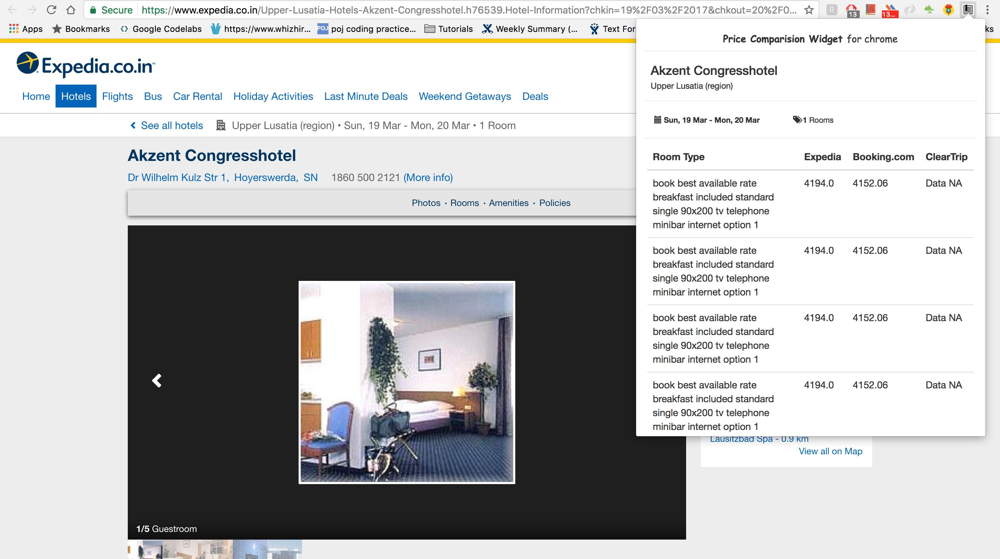 Secure https://www.expedia.co.in/Upper-Lusatia-Hotels-Akzent-Congresshotel.h76539.Hotel-Information?chkin=19%2F03%2F2017&chkout=20%2F0...
R 13 13...
Apps Bookmarks Google Codelabs https://www.whizhir... POJ poj coding practice... Tutorials Weekly Summary (... Text For ks
Price Comparision Widget for chrome
Expedia.co.in™
Home Hotels Flights Bus Car Rental Holiday Activities Last Minute Deals Weekend Getaways Deals
See all hotels Upper Lusatia (region) • Sun, 19 Mar - Mon, 20 Mar • 1 Room
Akzent Congresshotel
Dr Wilhelm Kulz Str 1, Hoyerswerda, SN 1860 500 2121 (More info)
Photos · Rooms · Amenities · Policies
1/5 Guestroom
Akzent Congresshotel
Upper Lusatia (region)
Sun, 19 Mar - Mon, 20 Mar 1 Rooms
Room Type Expedia Booking.com ClearTrip
book best available rate 4194.0 4152.06 Data NA
breakfast included standard
single 90x200 tv telephone
minibar internet option 1
book best available rate 4194.0 4152.06 Data NA
breakfast included standard
single 90x200 tv telephone
minibar internet option 1
book best available rate 4194.0 4152.06 Data NA
breakfast included standard
single 90x200 tv telephone
minibar internet option 1
book best available rate 4194.0 4152.06 Data NA
breakfast included standard
single 90x200 tv telephone
minibar internet option 1
Lausitzbad Spa - 0.9 km
View all on Map